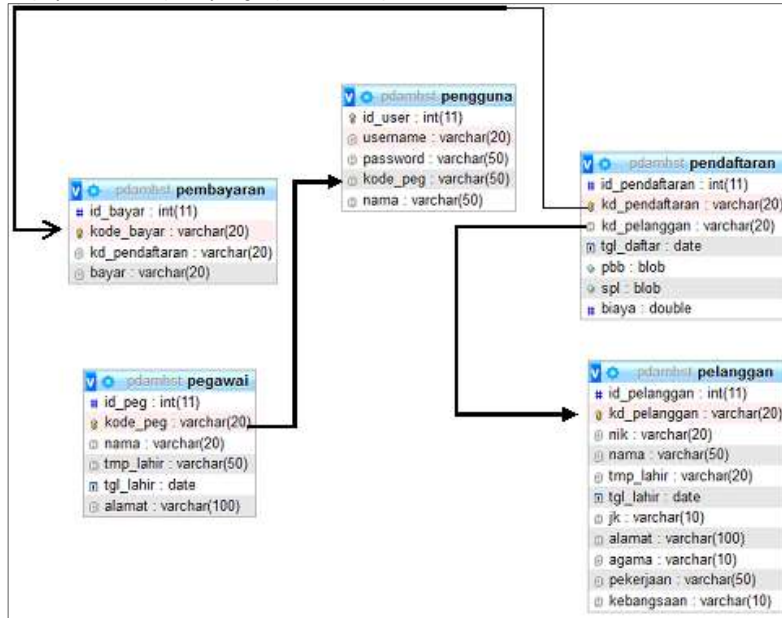 pdamhst pengguna
id_user : int(11)
username : varchar(20)
password : varchar(50)
kode_peg : varchar(50)
nama : varchar(50)
pdamhst pembayaran
id_bayar : int(11)
kode_bayar : varchar(20)
kd_pendaftaran : varchar(20)
bayar : varchar(20)
pdamhst pendaftaran
id_pendaftaran : int(11)
kd_pendaftaran : varchar(20)
kd_pelanggan : varchar(20)
tgl_daftar : date
pbb : blob
spl : blob
biaya : double
pdamhst pegawai
id_peg : int(11)
kode_peg : varchar(20)
nama : varchar(20)
tmp_lahir : varchar(50)
tgl_lahir : date
alamat : varchar(100)
pdamhst pelanggan
id_pelanggan : int(11)
kd_pelanggan : varchar(20)
nik : varchar(20)
nama : varchar(50)
tmp_lahir : varchar(20)
tgl_lahir : date
jk : varchar(10)
alamat : varchar(100)
agama : varchar(10)
pekerjaan : varchar(50)
kebangsaan : varchar(10)